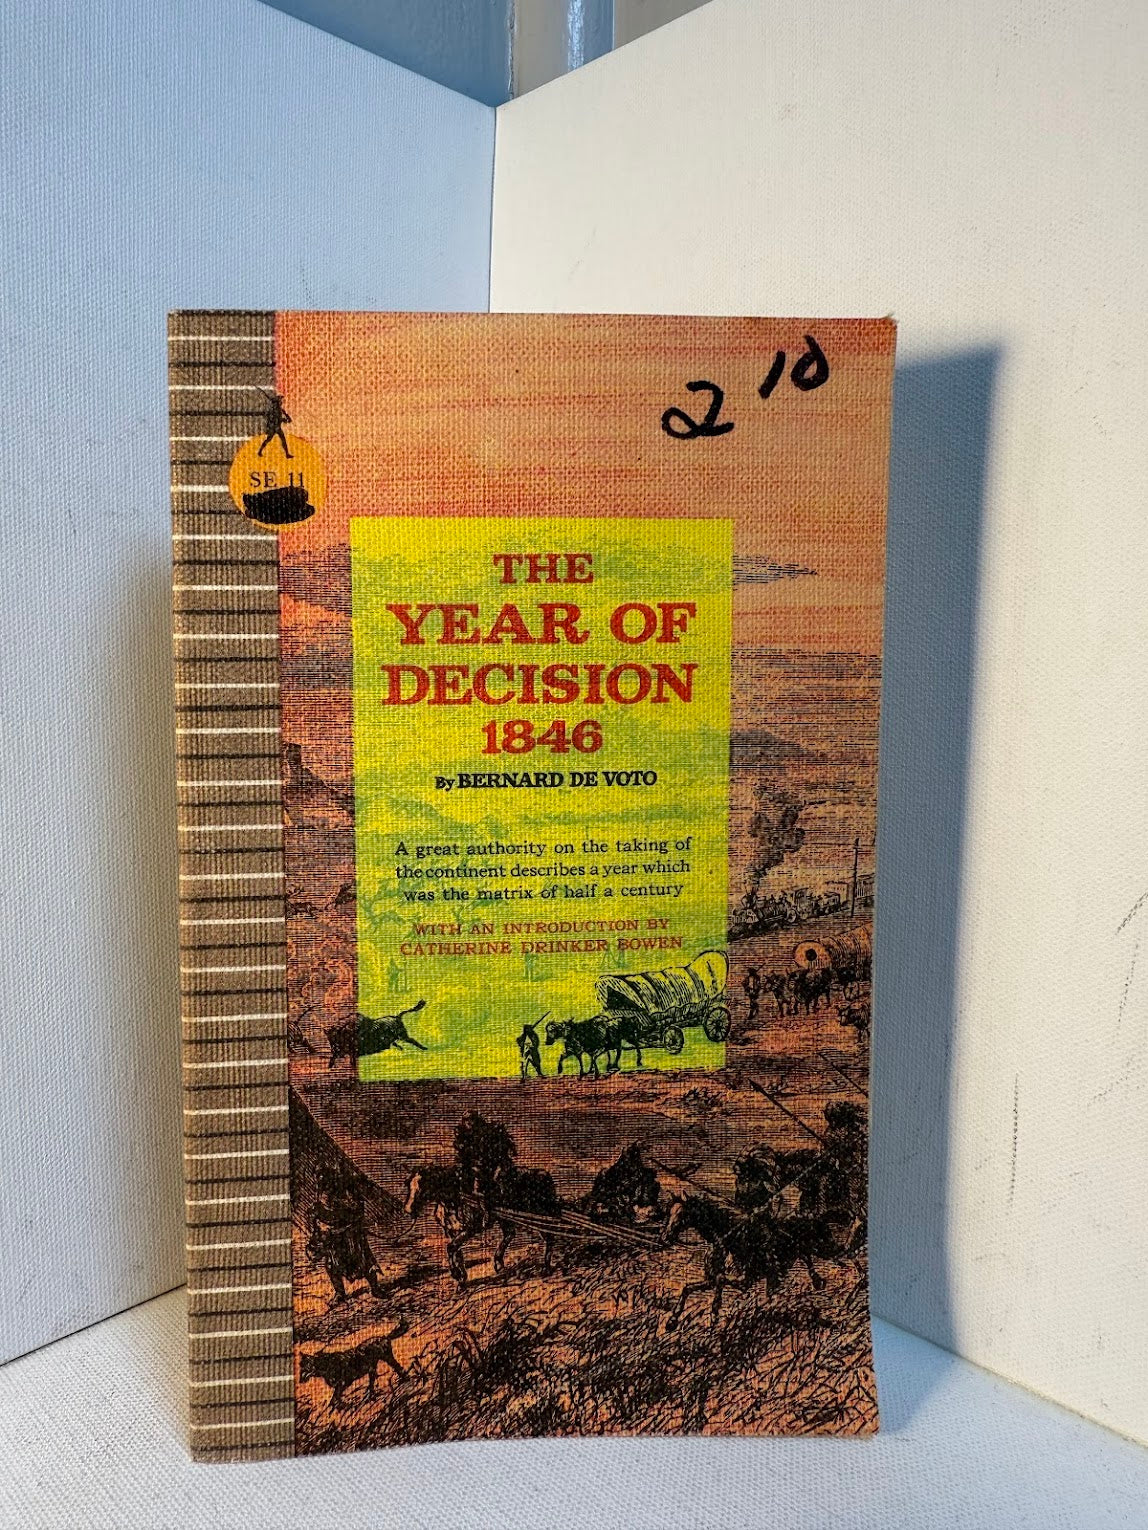 2 10
SE 11
THE
YEAR OF
DECISION
1846
By BERNARD DE VOTO
A great authority on the taking of
the continent describes a year which
was the matrix of half a century
WITH AN INTRODUCTION BY
CATHERINE DRINKER BOWEN